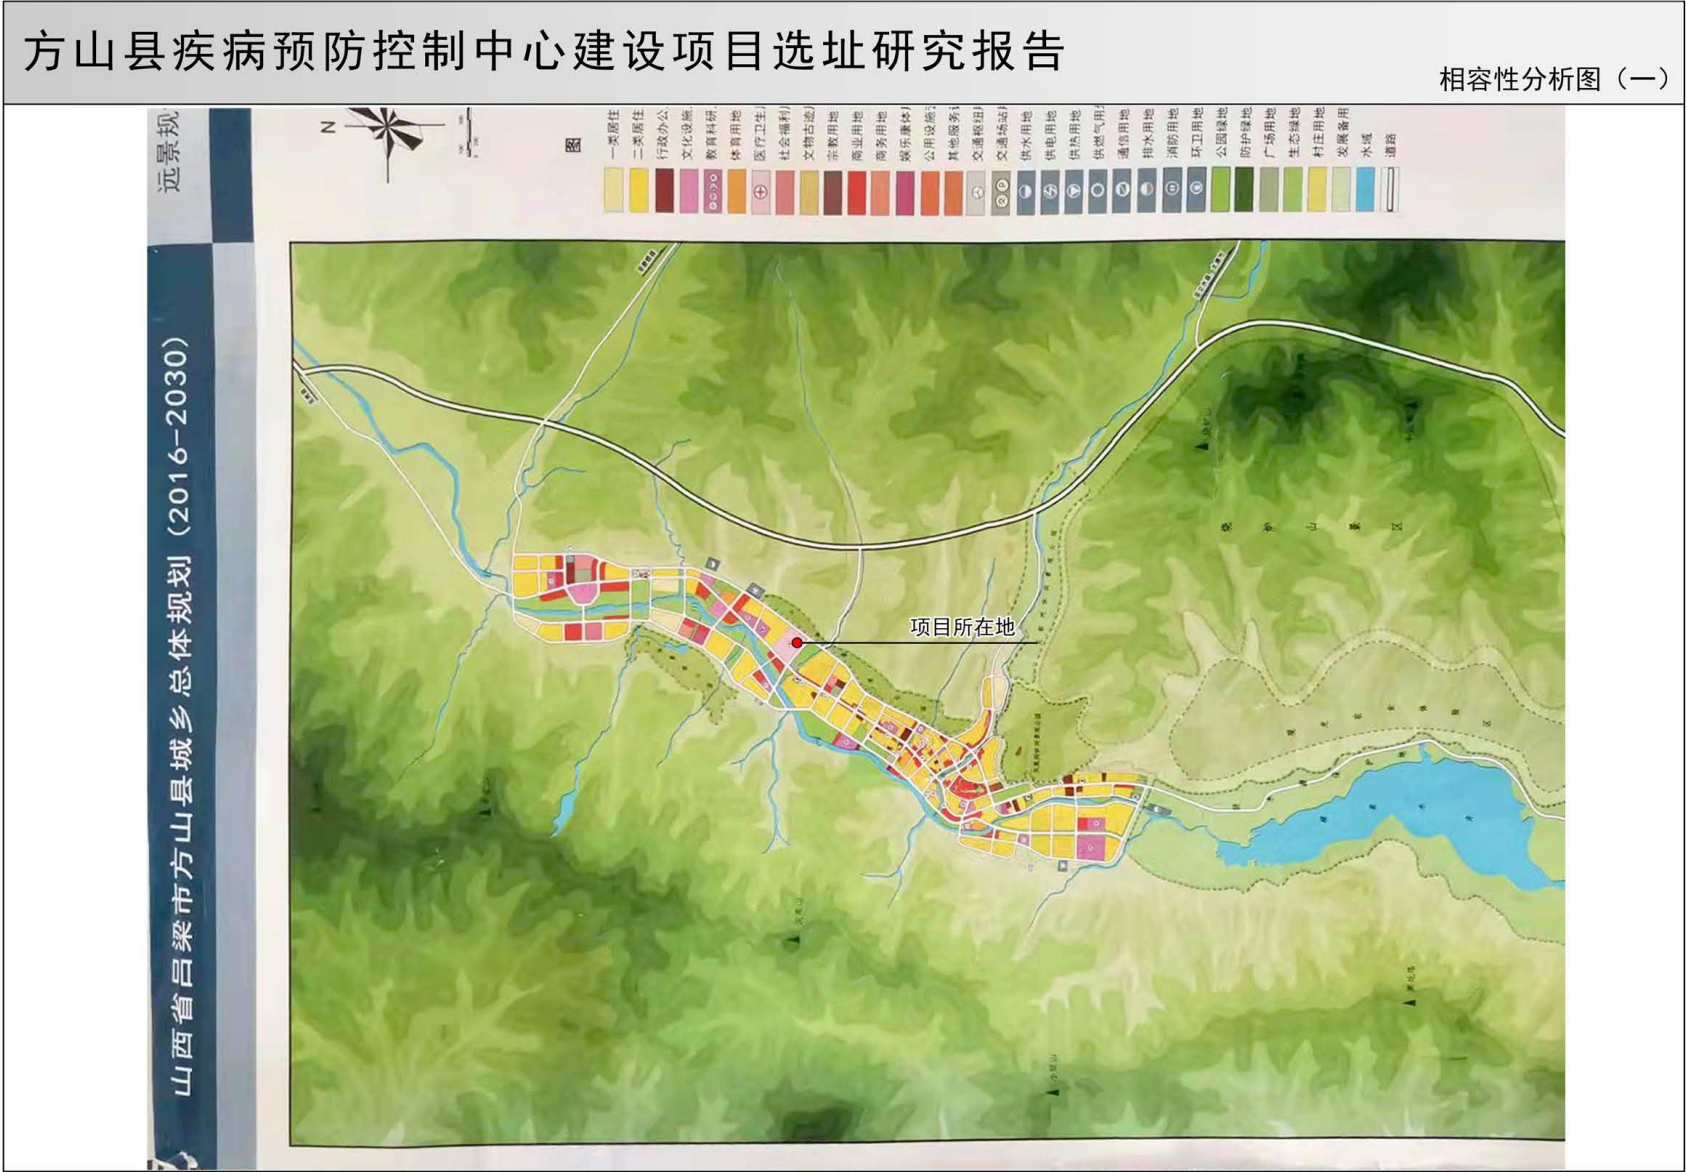 方山县疾病预防控制中心建设项目选址研究报告
相容性分析图（一）
远景规
山西省吕梁市方山县城乡总体规划（2016-2030）
N
图
一类居住
二类居住
行政办公
文化设施
教育科研
体育用地
医疗卫生
社会福利
文物古迹
宗教用地
商业用地
商务用地
娱乐康体
公用设施
其他服务
交通枢纽
交通场站
供水用地
供电用地
供热用地
供燃气用
通信用地
排水用地
消防用地
环卫用地
公园绿地
防护绿地
广场用地
生态绿地
村庄用地
发展备用
水域
道路
项目所在地